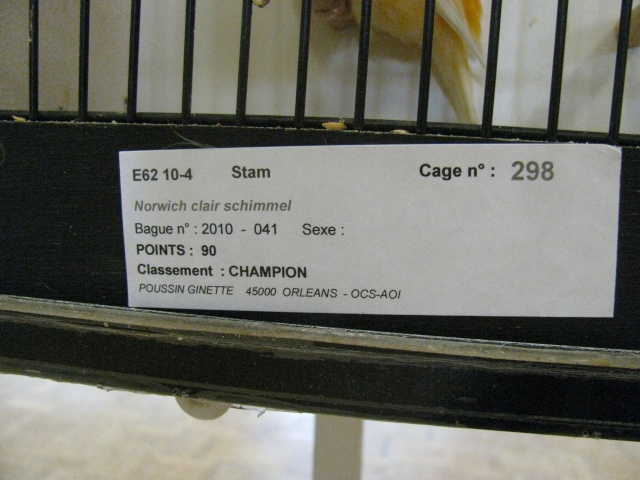 E62 10-4 Stam Cage n° : 298
Norwich clair schimmel
Bague n° : 2010 - 041 Sexe :
POINTS : 90
Classement : CHAMPION
POUSSIN GINETTE 45000 ORLEANS - OCS-AOI